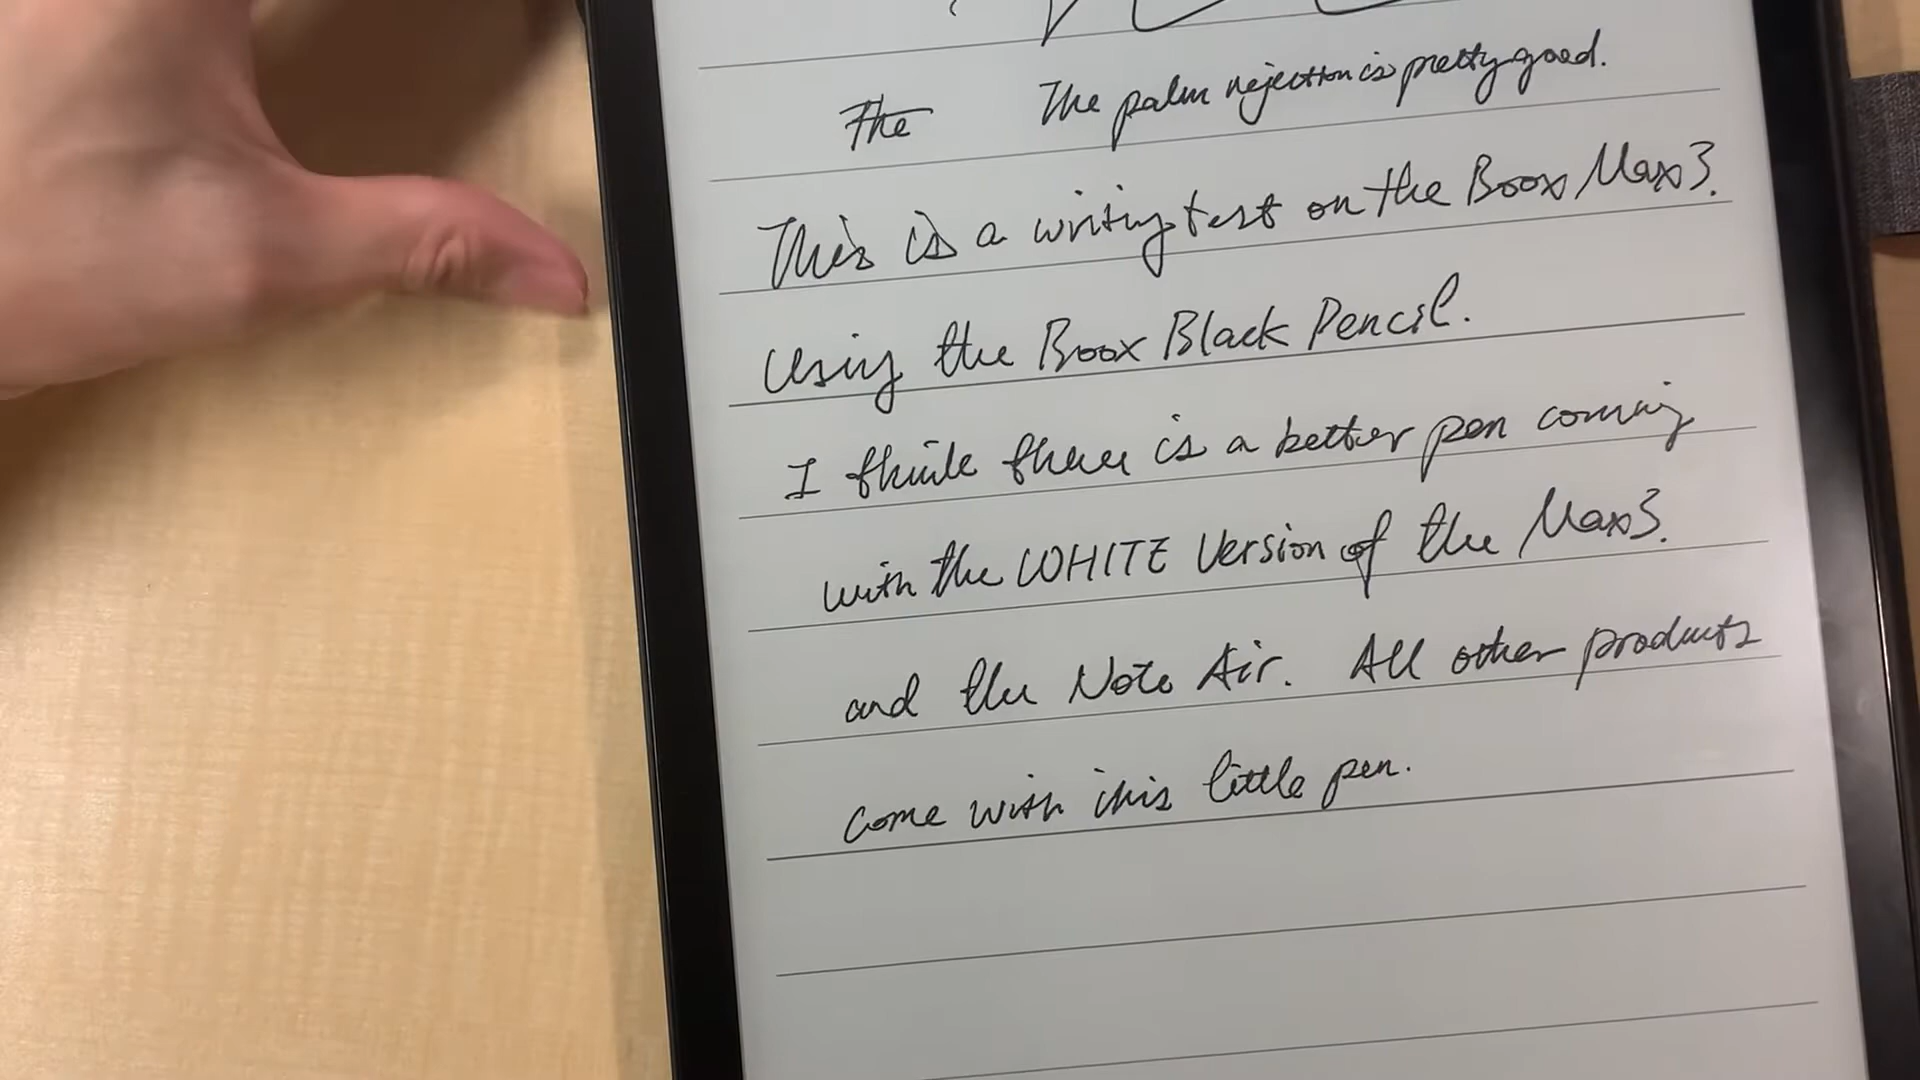 The The palm rejection is pretty good.
This is a writing test on the Boox Max3.
Using the Boox Black Pencil.
I think there is a better pen coming
with the WHITE Version of the Max3.
and the Note Air. All other products
come with this little pen.